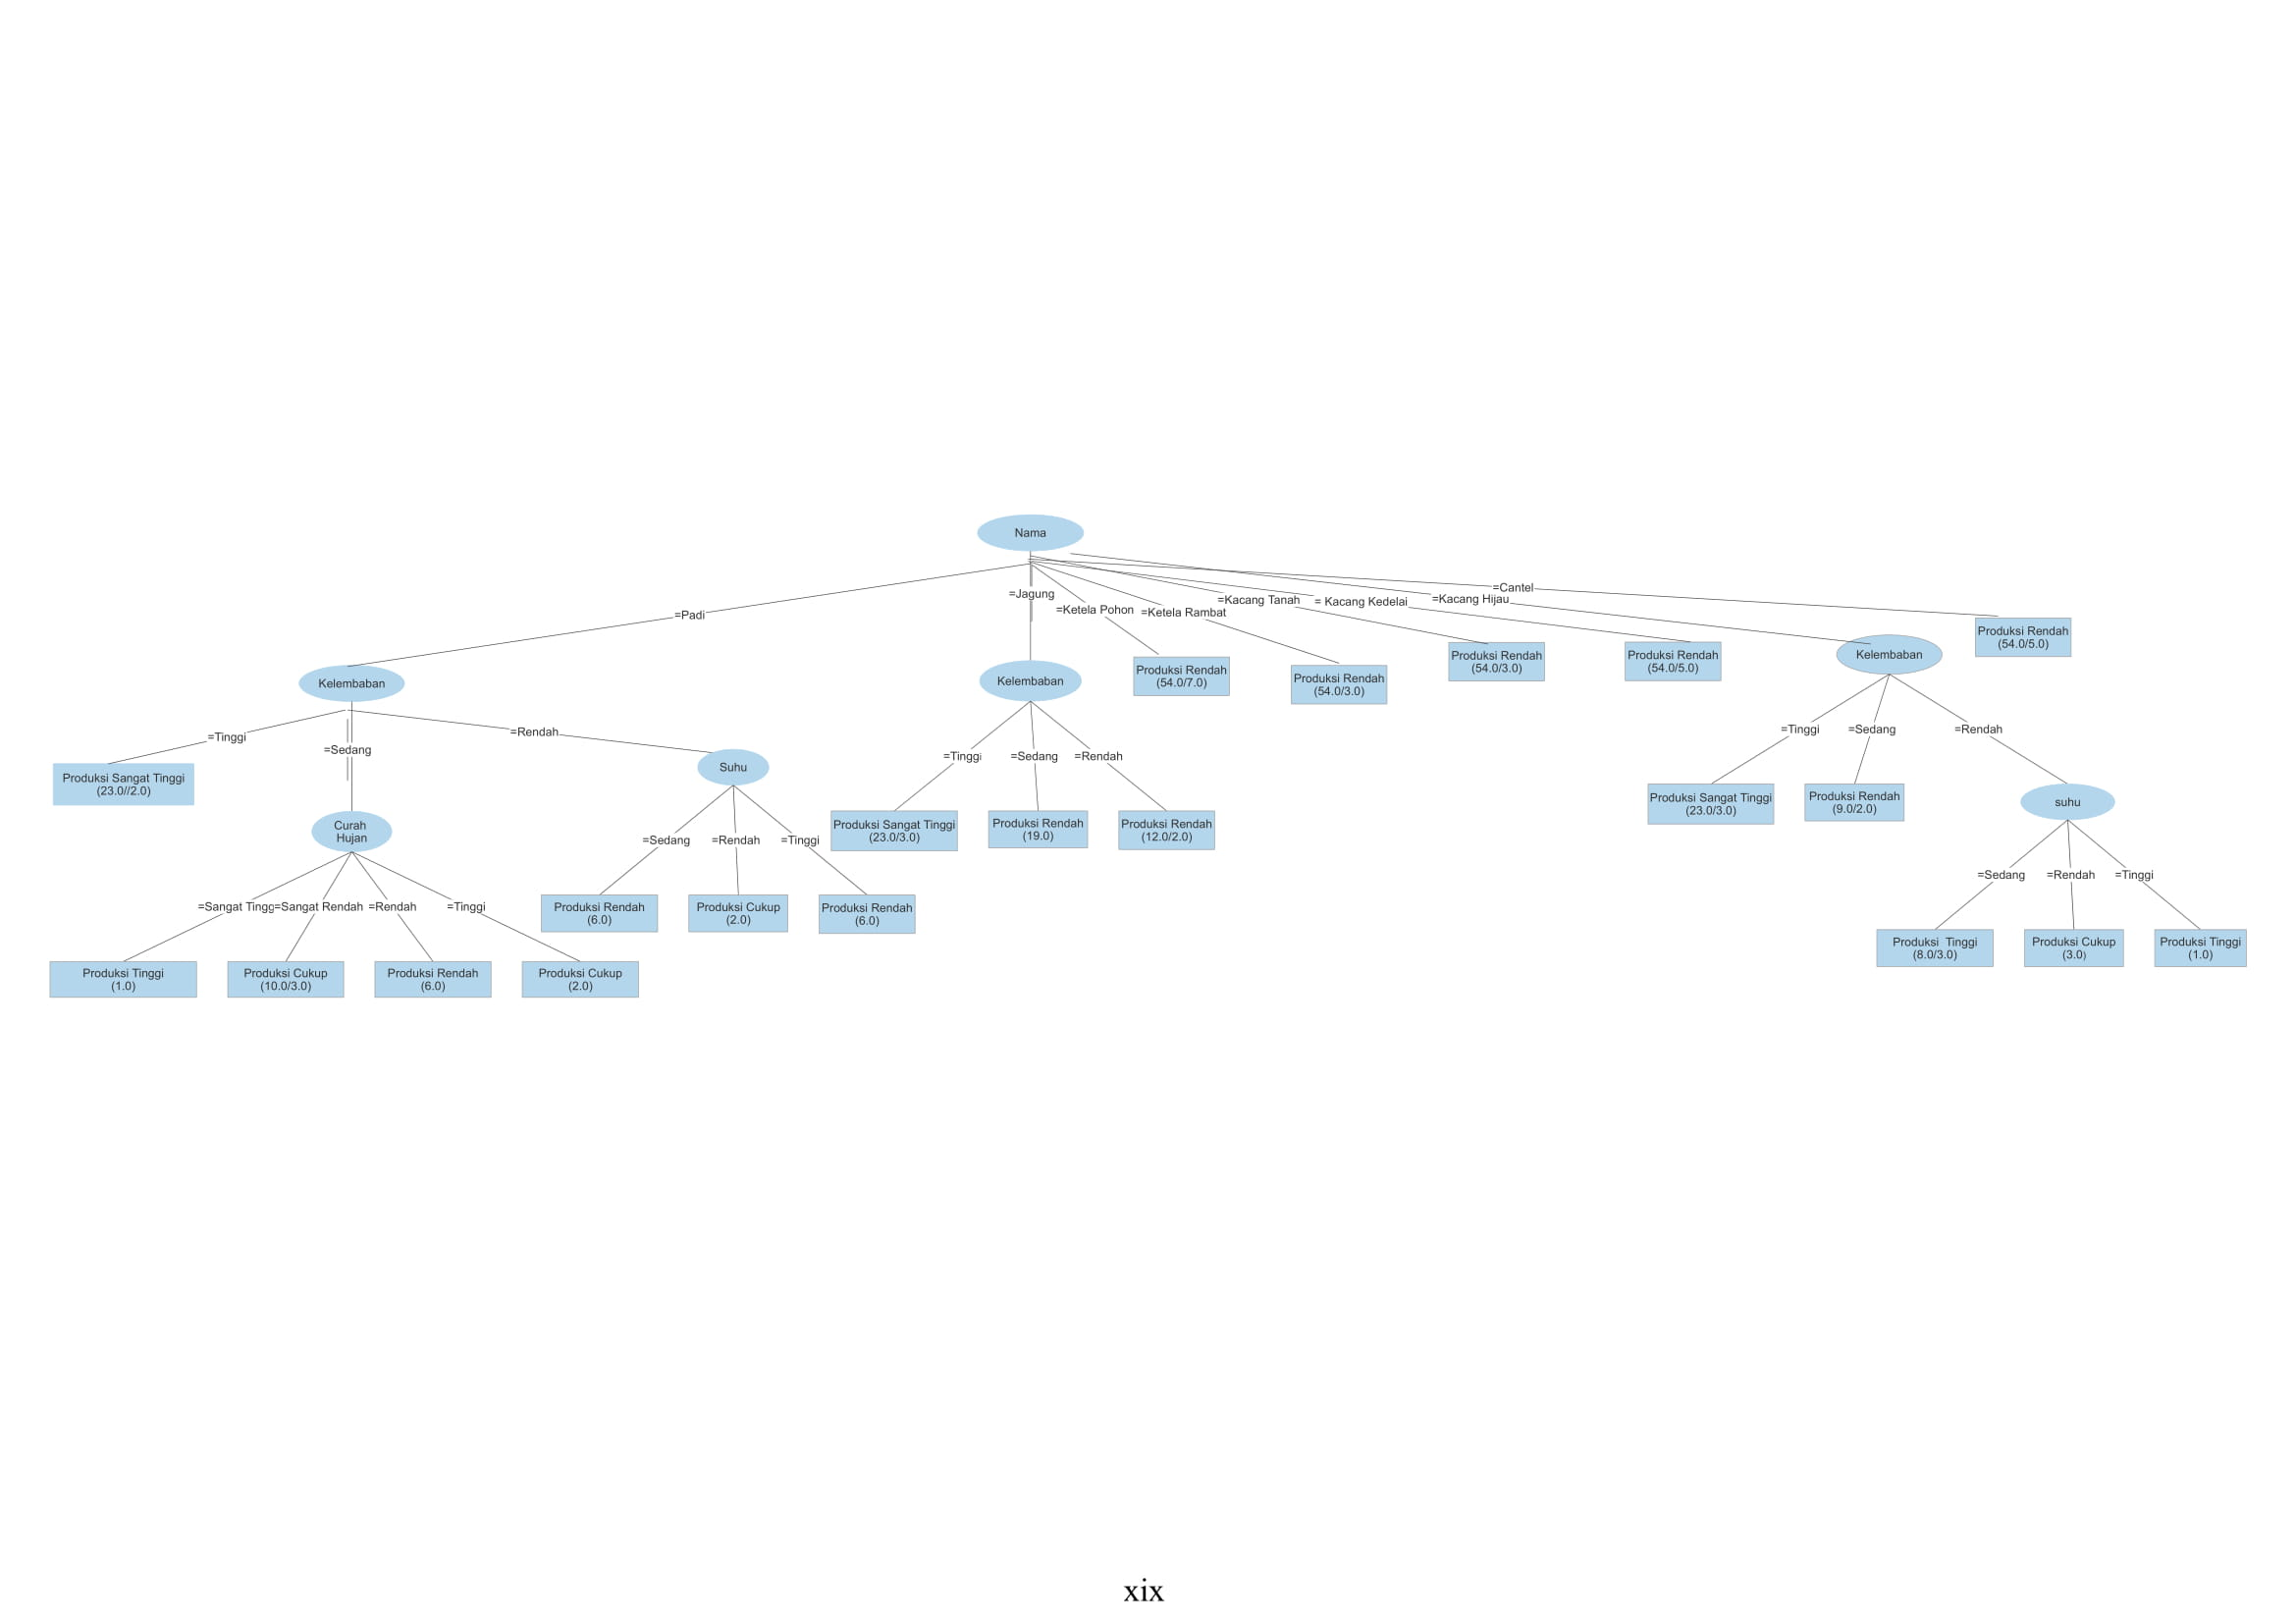 Nama
=Padi
=Jagung
=Ketela Pohon
=Ketela Rambat
=Kacang Tanah
= Kacang Kedelai
=Kacang Hijau
=Cantel
Kelembaban
Kelembaban
Produksi Rendah
(54.0/7.0)
Produksi Rendah
(54.0/3.0)
Produksi Rendah
(54.0/3.0)
Produksi Rendah
(54.0/5.0)
Kelembaban
Produksi Rendah
(54.0/5.0)
=Tinggi
=Sedang
=Rendah
Produksi Sangat Tinggi
(23.0//2.0)
Curah
Hujan
Suhu
=Sangat Tingg
=Sangat Rendah
=Rendah
=Tinggi
Produksi Tinggi
(1.0)
Produksi Cukup
(10.0/3.0)
Produksi Rendah
(6.0)
Produksi Cukup
(2.0)
=Sedang
=Rendah
=Tinggi
Produksi Rendah
(6.0)
Produksi Cukup
(2.0)
Produksi Rendah
(6.0)
=Tinggi
=Sedang
=Rendah
Produksi Sangat Tinggi
(23.0/3.0)
Produksi Rendah
(19.0)
Produksi Rendah
(12.0/2.0)
=Tinggi
=Sedang
=Rendah
Produksi Sangat Tinggi
(23.0/3.0)
Produksi Rendah
(9.0/2.0)
suhu
=Sedang
=Rendah
=Tinggi
Produksi  Tinggi
(8.0/3.0)
Produksi Cukup
(3.0)
Produksi Tinggi
(1.0)
xix